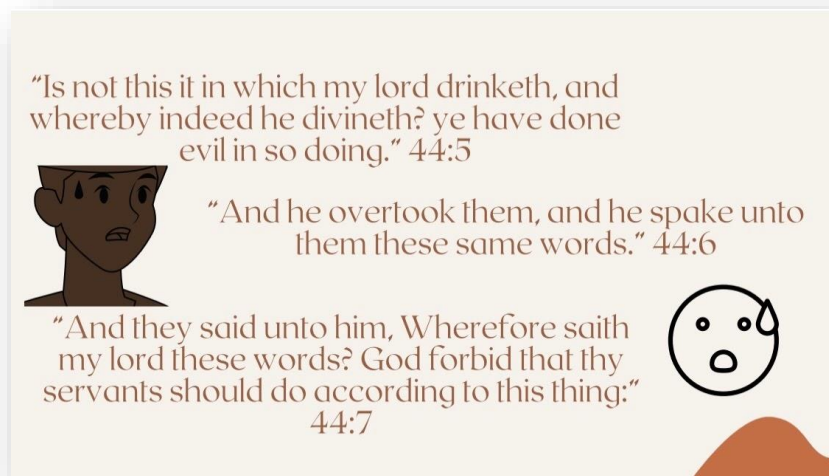 “Is not this it in which my lord drinketh, and
whereby indeed he divineth? ye have done
evil in so doing.” 44:5
“And he overtook them, and he spake unto
them these same words.” 44:6
“And they said unto him, Wherefore saith
my lord these words? God forbid that thy
servants should do according to this thing:“
44:7